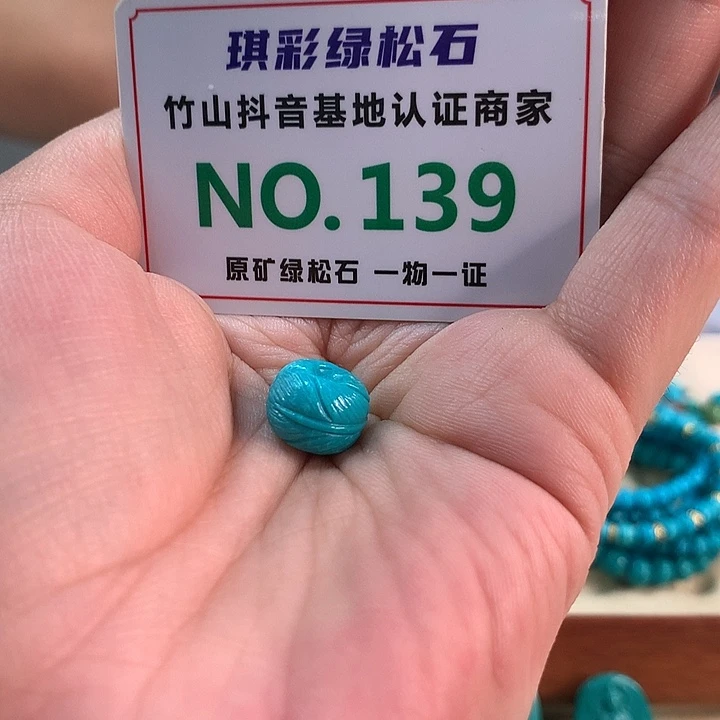 琪彩绿松石
竹山抖音基地认证商家
NO.139
原矿绿松石 一物一证